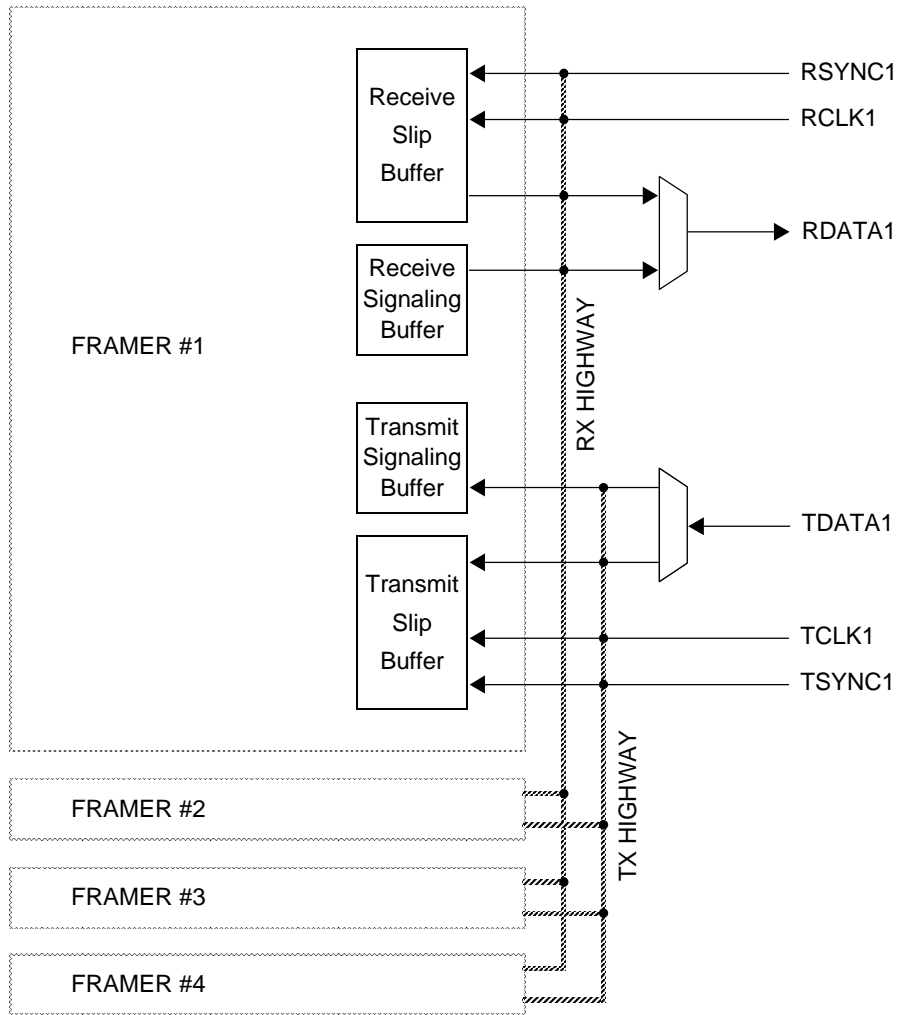 RSYNC1
Receive
Slip
Buffer
RCLK1
RDATA1
Receive
Signaling
Buffer
FRAMER #1
RX HIGHWAY
Transmit
Signaling
Buffer
TDATA1
Transmit
Slip
Buffer
TCLK1
TSYNC1
TX HIGHWAY
FRAMER #2
FRAMER #3
FRAMER #4